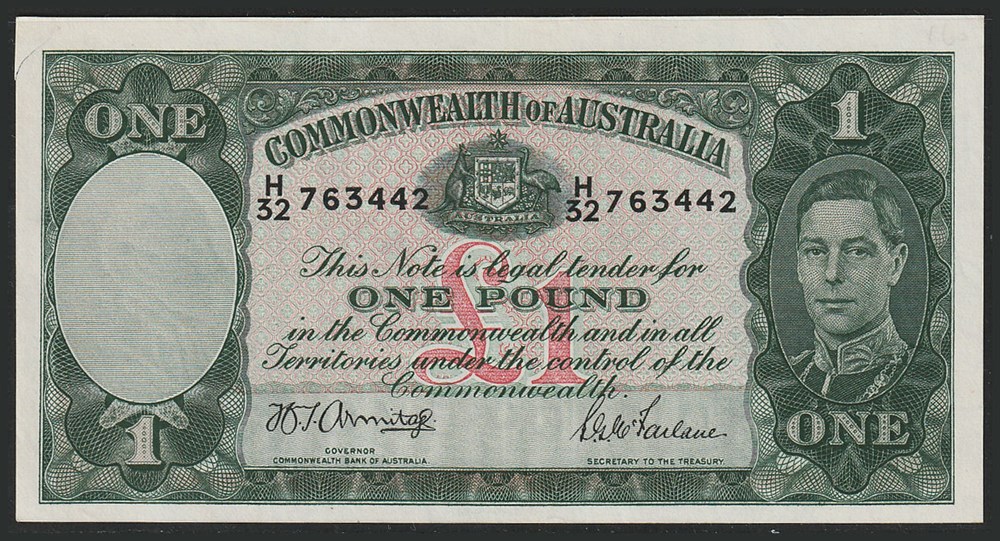 ONE
1
COMMONWEALTH OF AUSTRALIA
H
32 763442
H
32 763442
AUSTRALIA
£1
This Note is legal tender for
ONE POUND
in the Commonwealth and in all
Territories under the control of the
Commonwealth.
H.T. Armitage.
S.G. McFarlane
GOVERNOR
COMMONWEALTH BANK OF AUSTRALIA.
SECRETARY TO THE TREASURY.
1
ONE